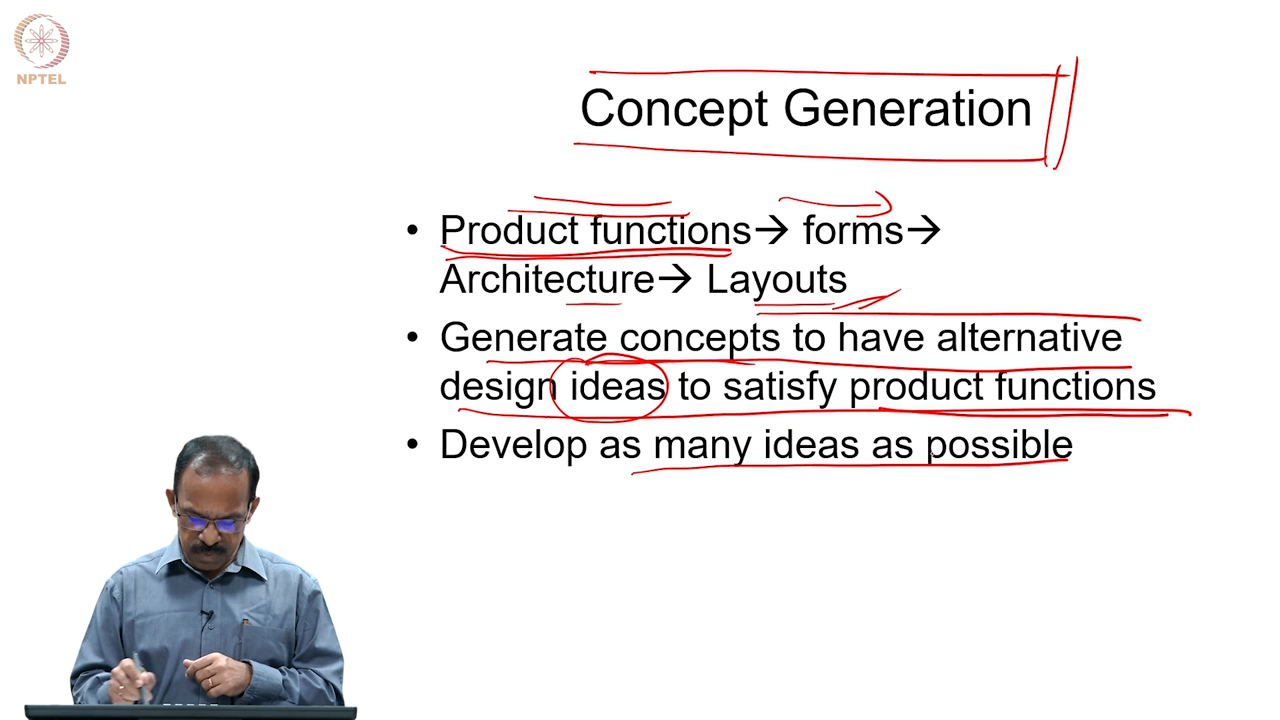 NPTEL
Concept Generation
• Product functions→ forms→
Architecture→ Layouts
• Generate concepts to have alternative
design ideas to satisfy product functions
• Develop as many ideas as possible